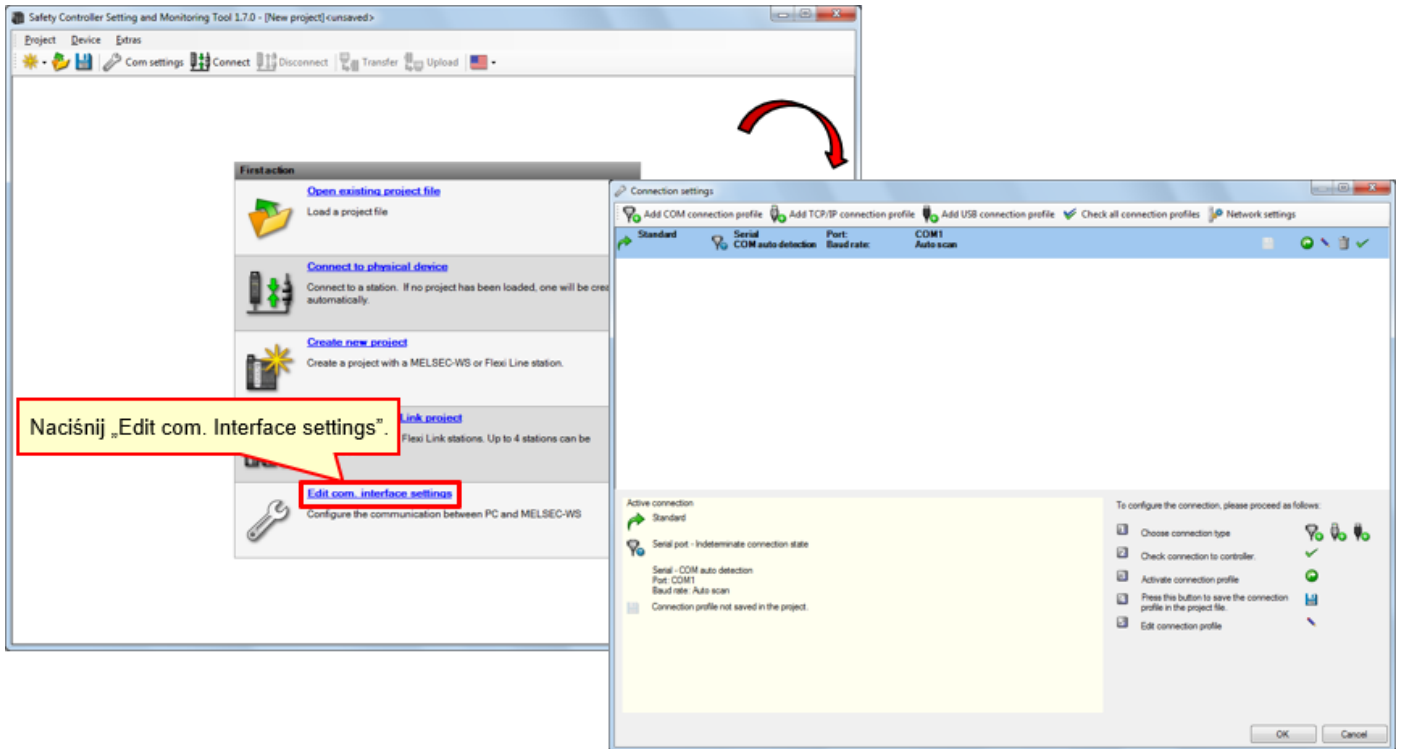 Safety Controller Setting and Monitoring Tool 1.7.0 - [New project] <unsaved>
Project Device Extras
Com settings Connect Disconnect Transfer Upload
First action
Open existing project file
Load a project file
Connect to physical device
Connect to a station. If no project has been loaded, one will be
automatically.
Create new project
Create a project with a MELSEC-WS or Flexi Line station.
Link project
Flexi Link stations. Up to 4 stations can be
Naciśnij „Edit com. Interface settings”.
Edit com. interface settings
Configure the communication between PC and MELSEC-WS
Connection settings
Add COM connection profile Add TCP/IP connection profile Add USB connection profile Check all connection profiles Network settings
Standard Serial Port: COM1
COM auto detection Baud rate: Auto scan
Active connection
Standard
Serial port - Indeterminate connection state
Serial - COM auto detection
Port: COM1
Baud rate: Auto scan
Connection profile not saved in the project.
To configure the connection, please proceed as follows:
1 Choose connection type
2 Check connection to controller.
3 Activate connection profile
4 Press this button to save the connection
profile in the project file.
5 Edit connection profile
OK Cancel